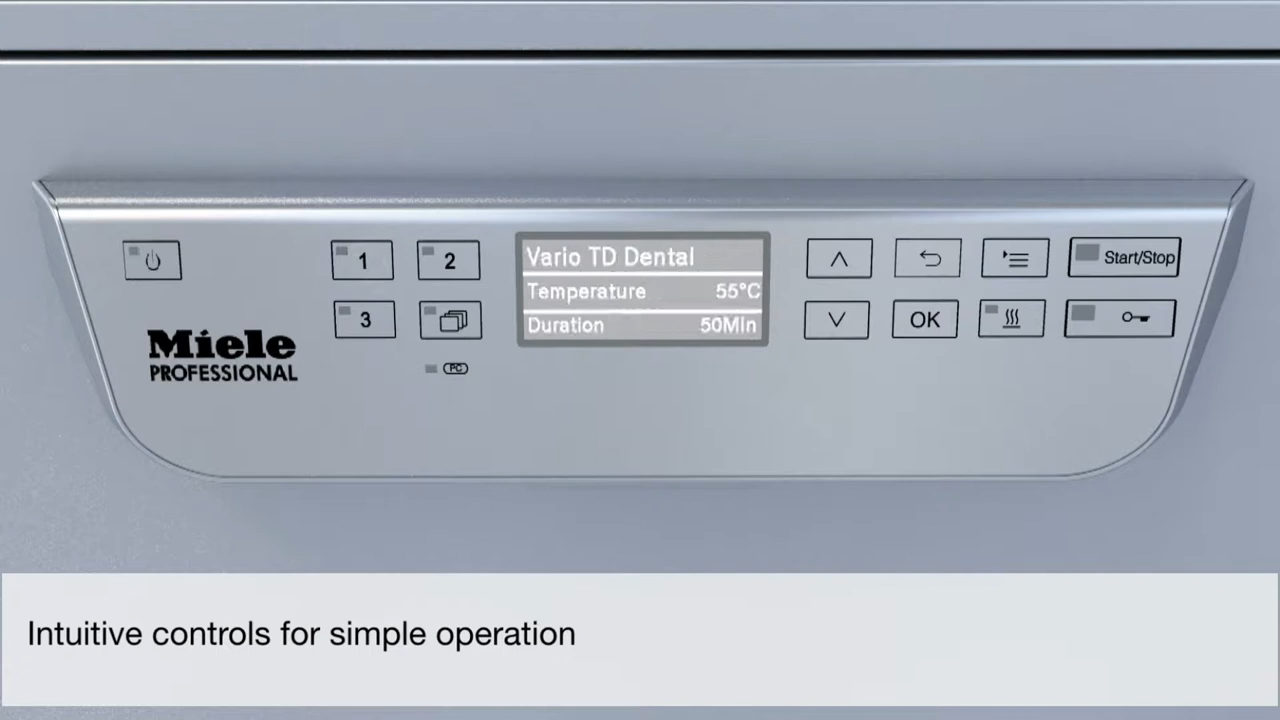 1
2
3
PC
Miele
PROFESSIONAL
Vario TD Dental
Temperature 55°C
Duration 50Min
Start/Stop
OK
Intuitive controls for simple operation